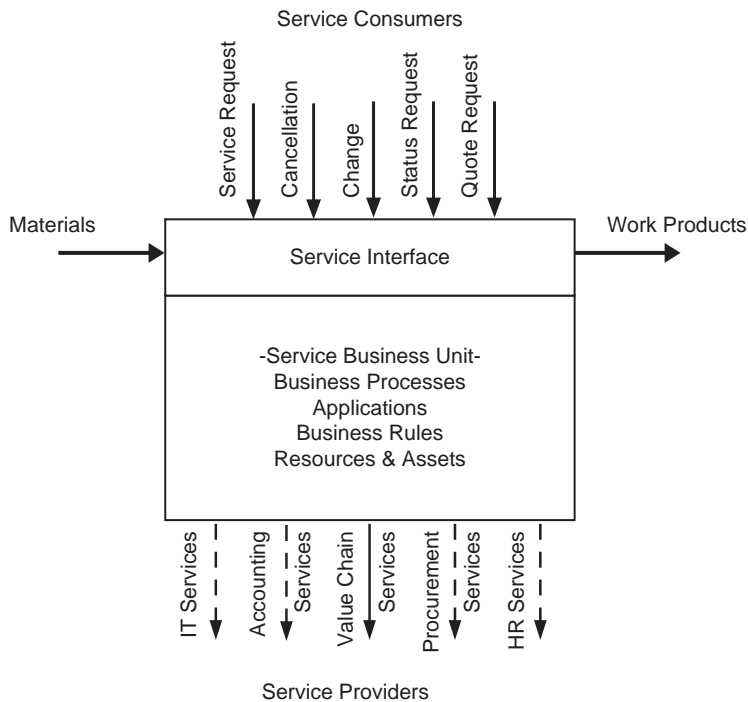 Service Consumers
Service Request
Cancellation
Change
Status Request
Quote Request
Materials
Work Products
Service Interface
-Service Business Unit-
Business Processes
Applications
Business Rules
Resources & Assets
IT Services
Accounting
Services
Value Chain
Services
Procurement
Services
HR Services
Service Providers